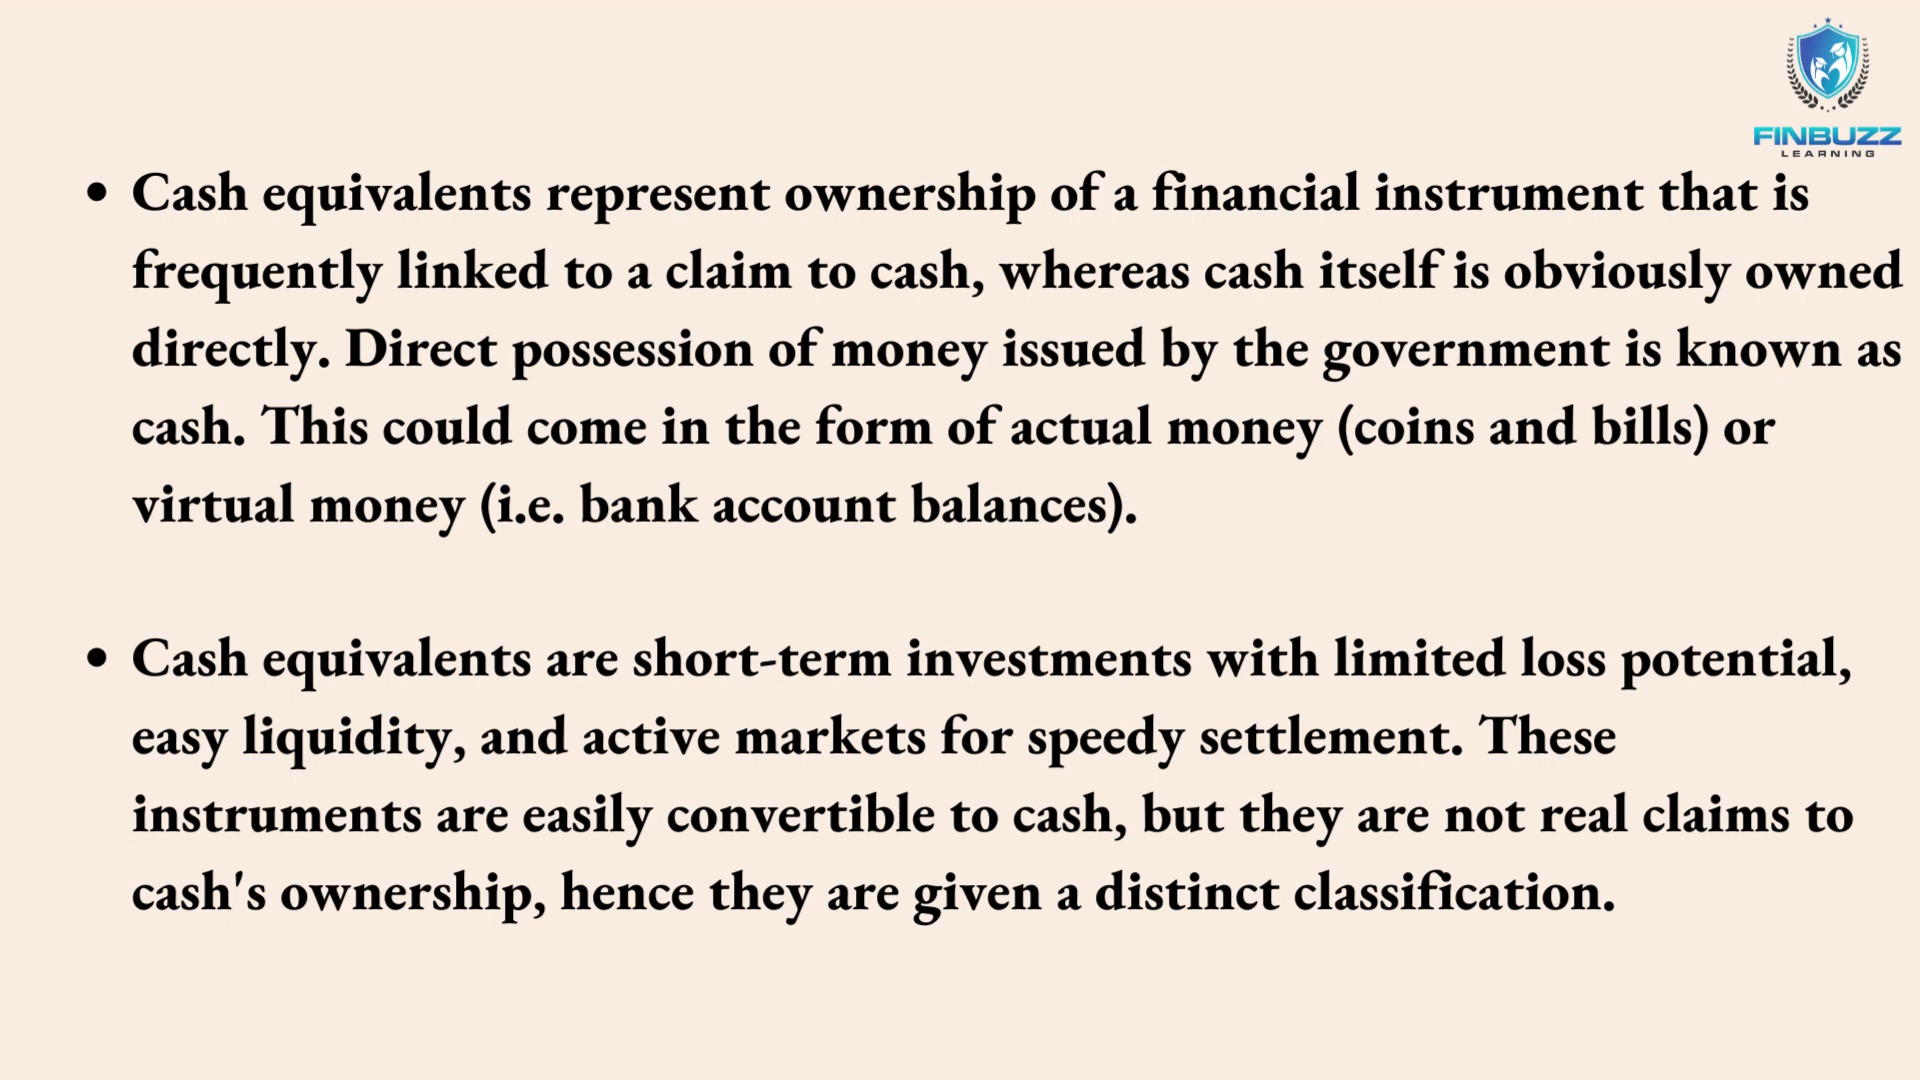 FINBUZZ
LEARNING
• Cash equivalents represent ownership of a financial instrument that is
frequently linked to a claim to cash, whereas cash itself is obviously owned
directly. Direct possession of money issued by the government is known as
cash. This could come in the form of actual money (coins and bills) or
virtual money (i.e. bank account balances).
• Cash equivalents are short-term investments with limited loss potential,
easy liquidity, and active markets for speedy settlement. These
instruments are easily convertible to cash, but they are not real claims to
cash's ownership, hence they are given a distinct classification.